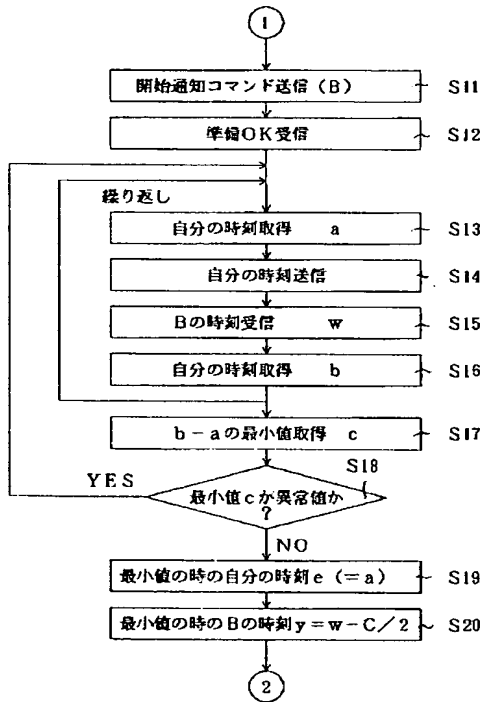 1
開始通知コマンド送信（B） S11
準備OK受信 S12
繰り返し
自分の時刻取得 a S13
自分の時刻送信 S14
Bの時刻受信 w S15
自分の時刻取得 b S16
b－aの最小値取得 c S17
S18
YES
最小値cが異常値か
？
NO
最小値の時の自分の時刻e（＝a） S19
最小値の時のBの時刻y＝w－C／2 S20
2